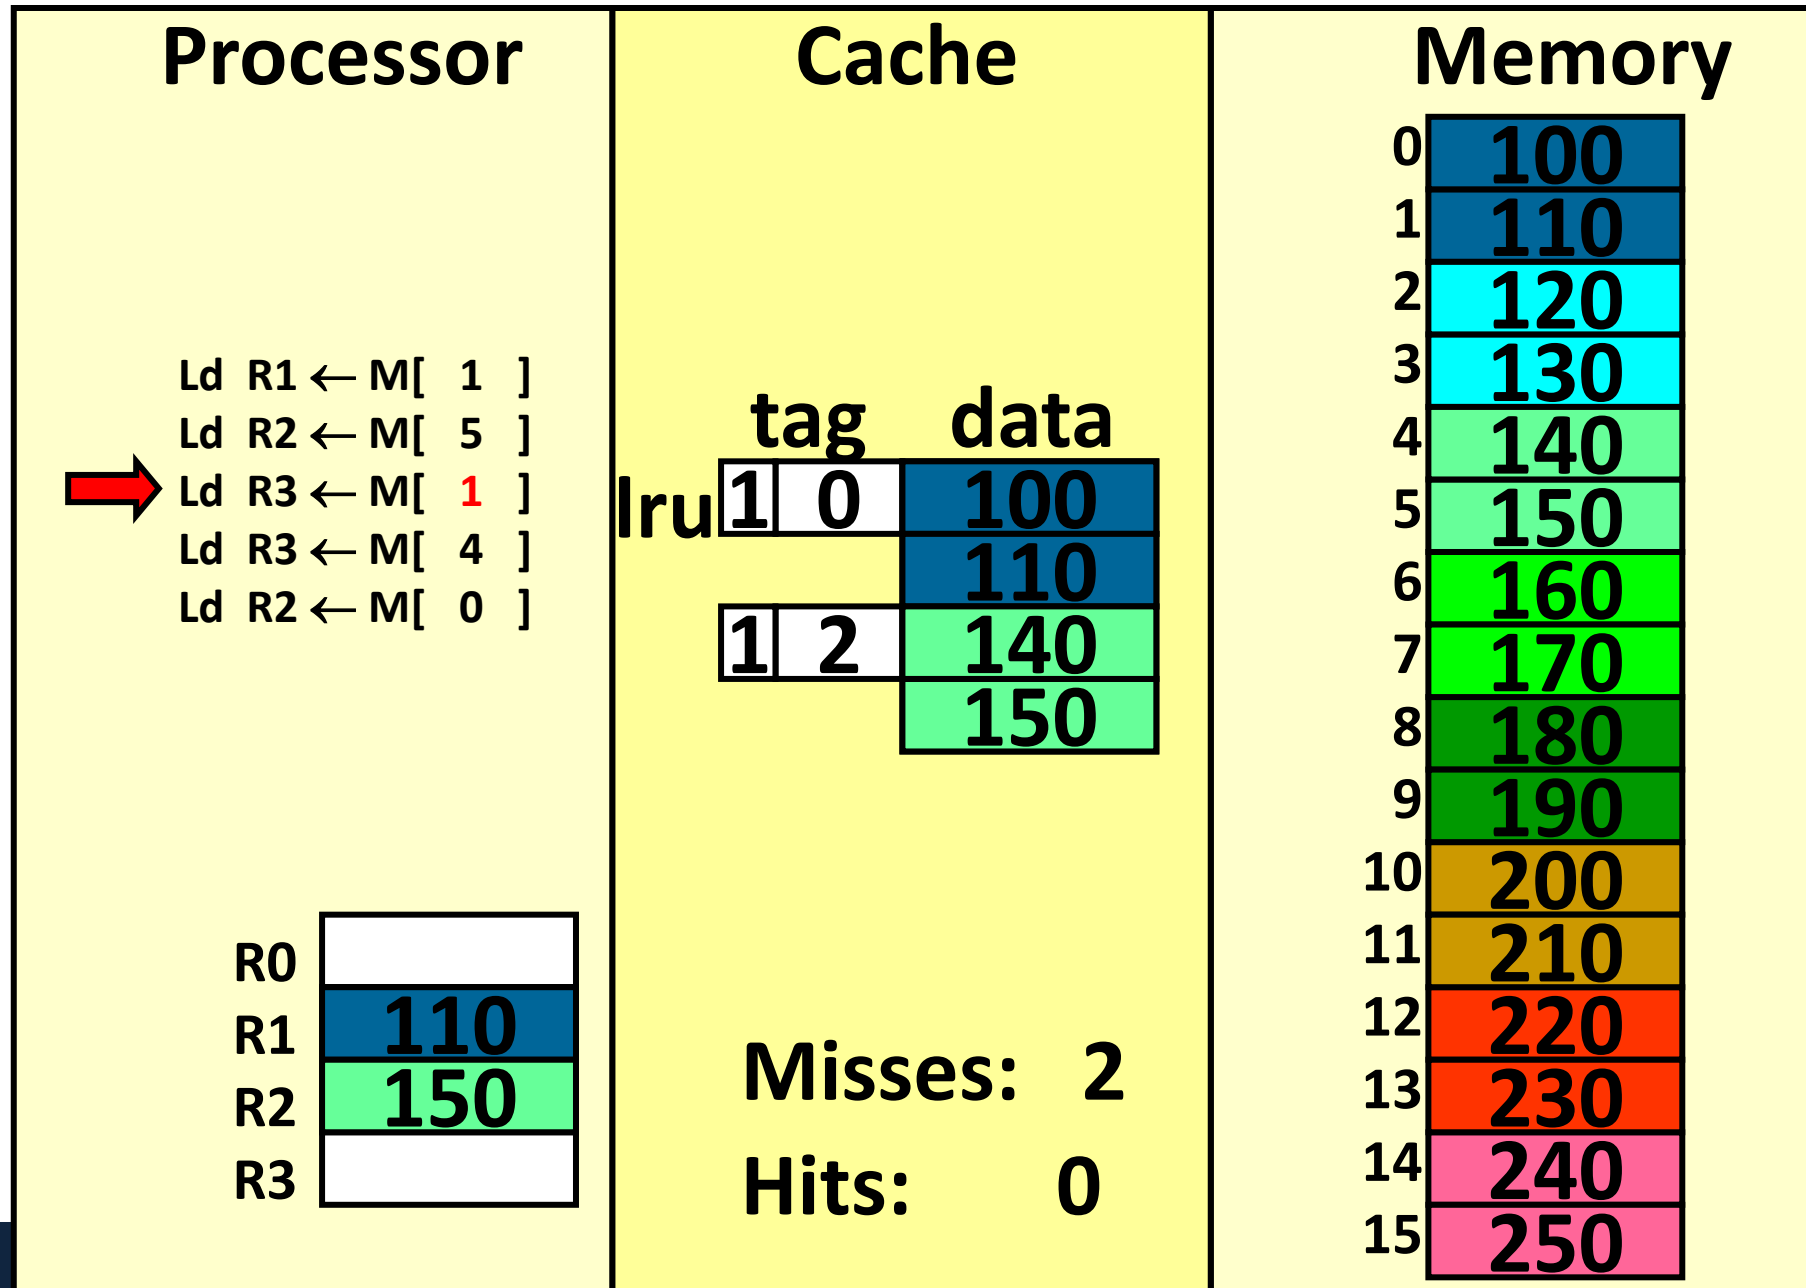 Processor
Ld R1 ← M[ 1 ]
Ld R2 ← M[ 5 ]
Ld R3 ← M[ 1 ]
Ld R3 ← M[ 4 ]
Ld R2 ← M[ 0 ]
R0
R1 110
R2 150
R3
Cache
tag data
lru 1 0 100
110
1 2 140
150
Misses: 2
Hits: 0
Memory
0 100
1 110
2 120
3 130
4 140
5 150
6 160
7 170
8 180
9 190
10 200
11 210
12 220
13 230
14 240
15 250